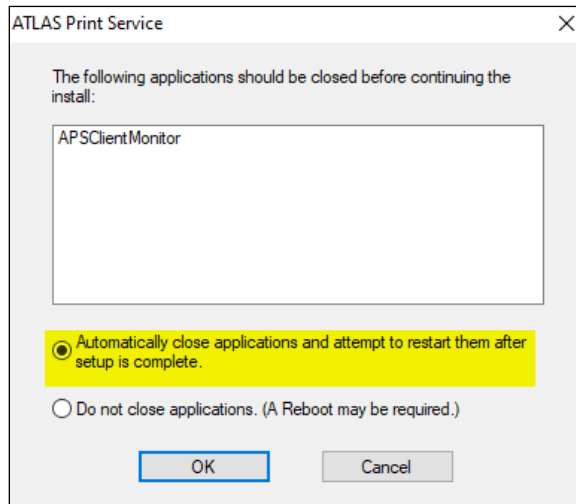 ATLAS Print Service
The following applications should be closed before continuing the
install:
APSClientMonitor
Automatically close applications and attempt to restart them after
setup is complete.
Do not close applications. (A Reboot may be required.)
OK
Cancel